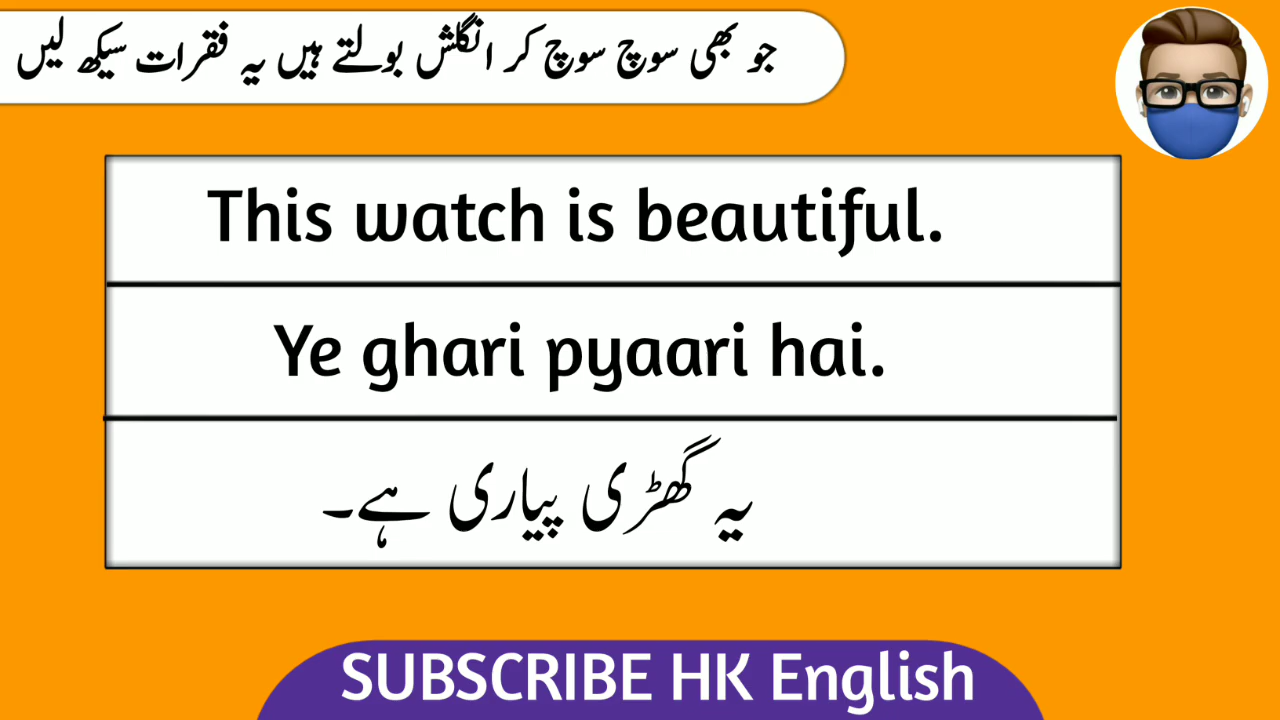 جو بھی سوچ سوچ کر انگلش بولتے ہیں یہ فقرات سیکھ لیں
This watch is beautiful.
Ye ghari pyaari hai.
یہ گھڑی پیاری ہے۔
SUBSCRIBE HK English